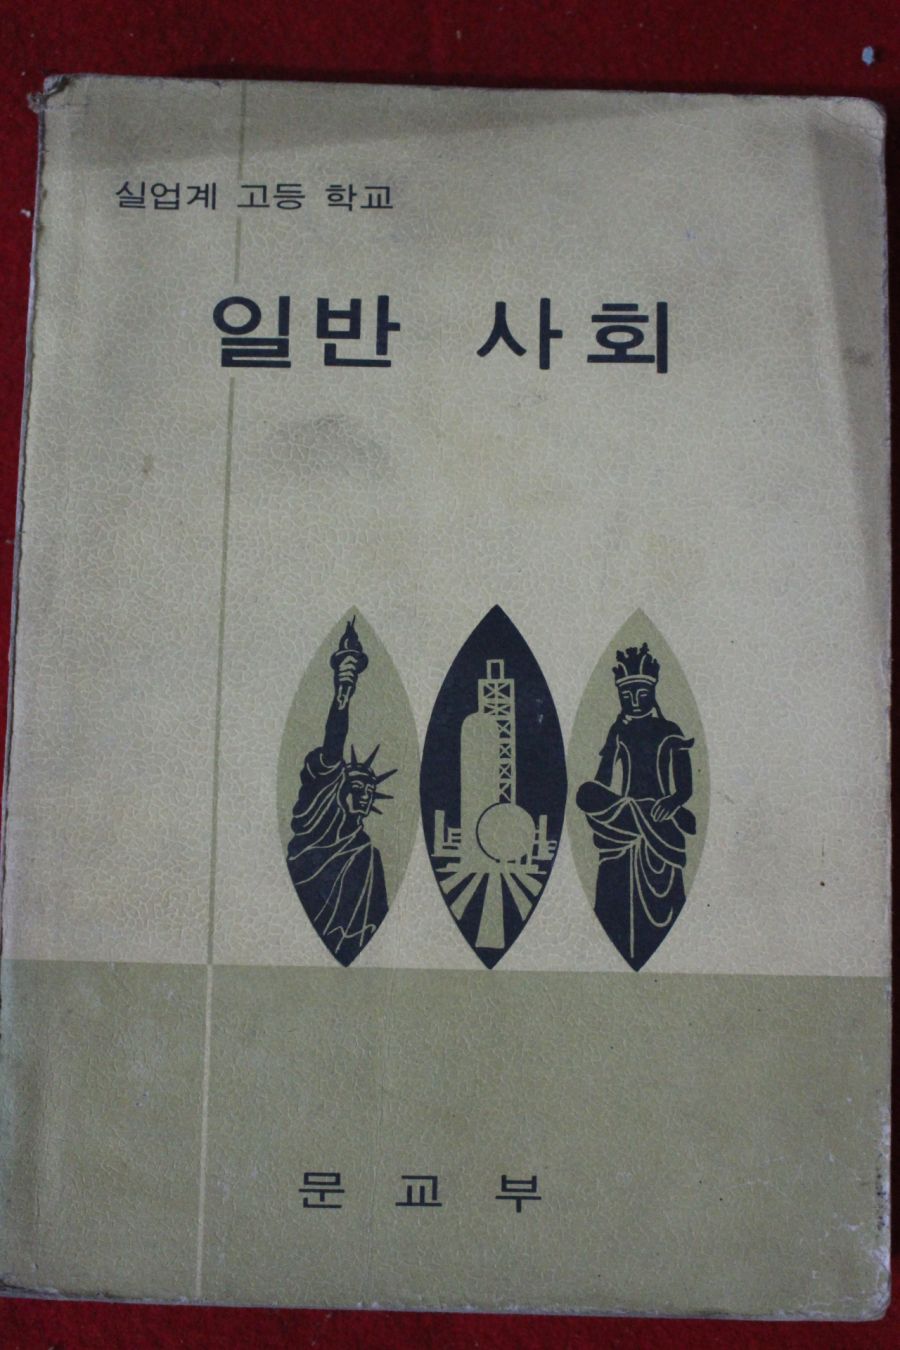 실업계 고등 학교
일반 사회
문교부